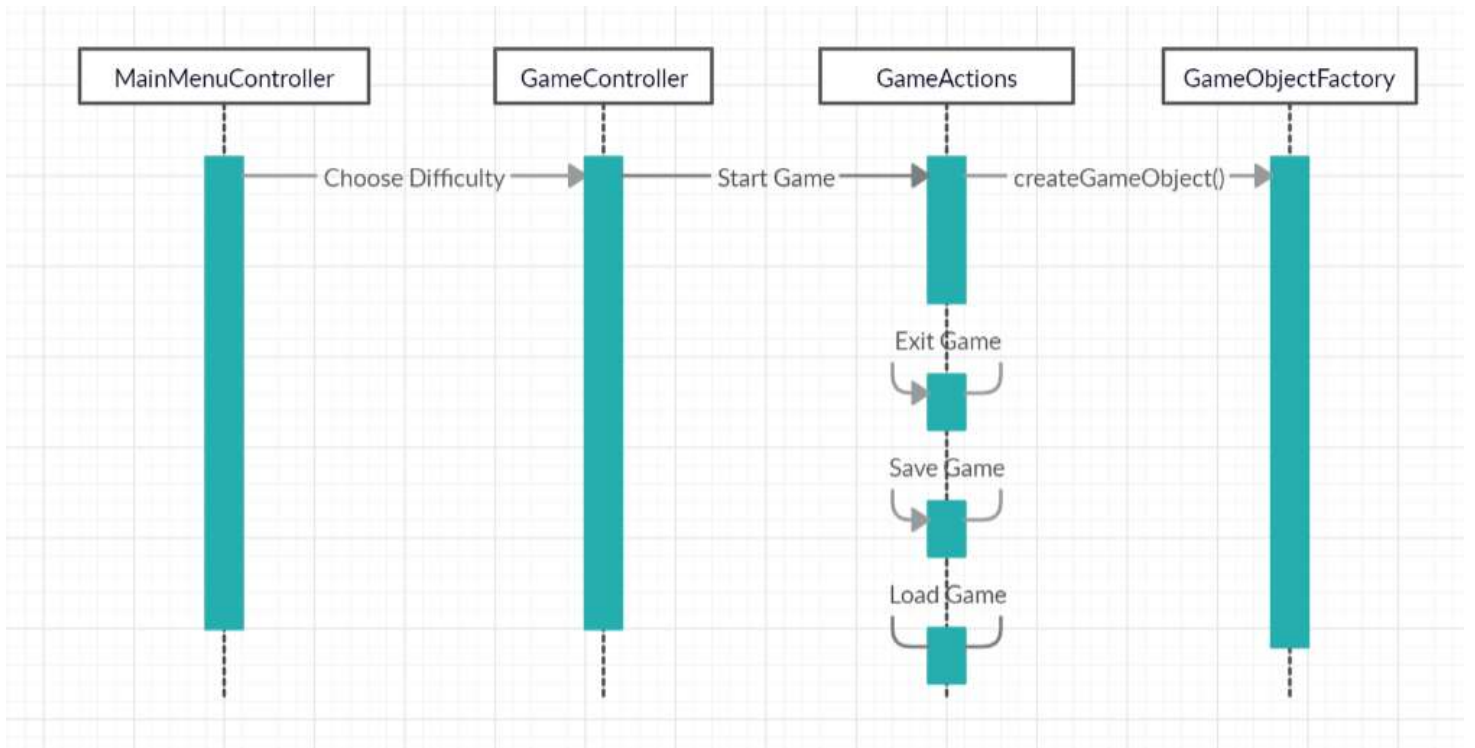 MainMenuController
GameController
GameActions
GameObjectFactory
Choose Difficulty
Start Game
createGameObject()
Exit Game
Save Game
Load Game